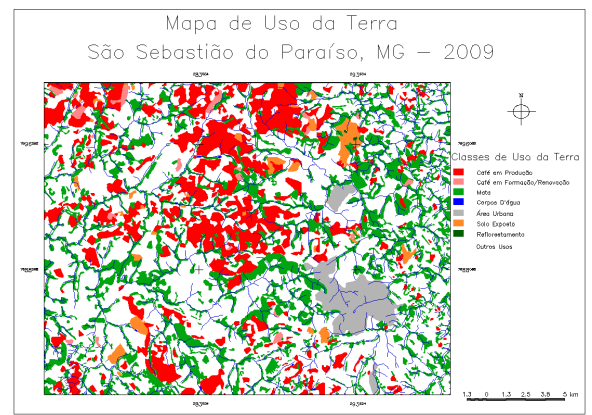 Mapa de Uso da Terra
São Sebastião do Paraíso, MG - 2009
N
Classes de Uso da Terra
Café em Produção
Café em Formação/Renovação
Mata
Corpos D'água
Área Urbana
Solo Exposto
Reflorestamento
Outros Usos
1.3 0 1.3 2.5 3.8 5 km